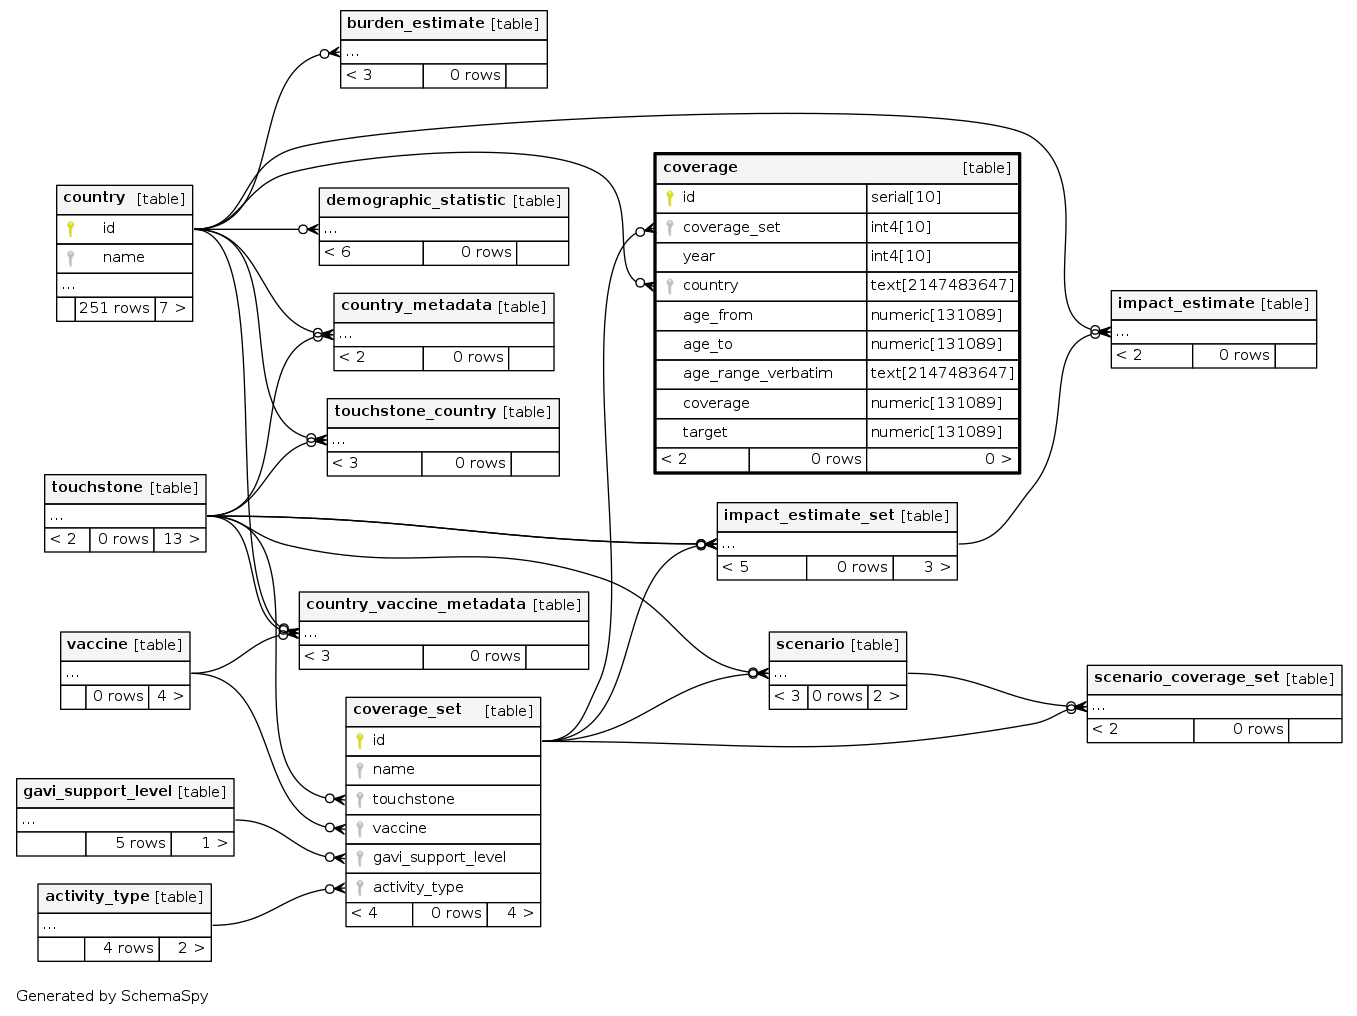 burden_estimate [table]
...
< 3 0 rows
country [table]
id
name
...
251 rows 7 >
demographic_statistic [table]
...
< 6 0 rows
country_metadata [table]
...
< 2 0 rows
touchstone_country [table]
...
< 3 0 rows
coverage [table]
id serial[10]
coverage_set int4[10]
year int4[10]
country text[2147483647]
age_from numeric[131089]
age_to numeric[131089]
age_range_verbatim text[2147483647]
coverage numeric[131089]
target numeric[131089]
< 2 0 rows 0 >
impact_estimate [table]
...
< 2 0 rows
touchstone [table]
...
< 2 0 rows 13 >
impact_estimate_set [table]
...
< 5 0 rows 3 >
country_vaccine_metadata [table]
...
< 3 0 rows
vaccine [table]
...
0 rows 4 >
scenario [table]
...
< 3 0 rows 2 >
scenario_coverage_set [table]
...
< 2 0 rows
coverage_set [table]
id
name
touchstone
vaccine
gavi_support_level
activity_type
< 4 0 rows 4 >
gavi_support_level [table]
...
5 rows 1 >
activity_type [table]
...
4 rows 2 >
Generated by SchemaSpy